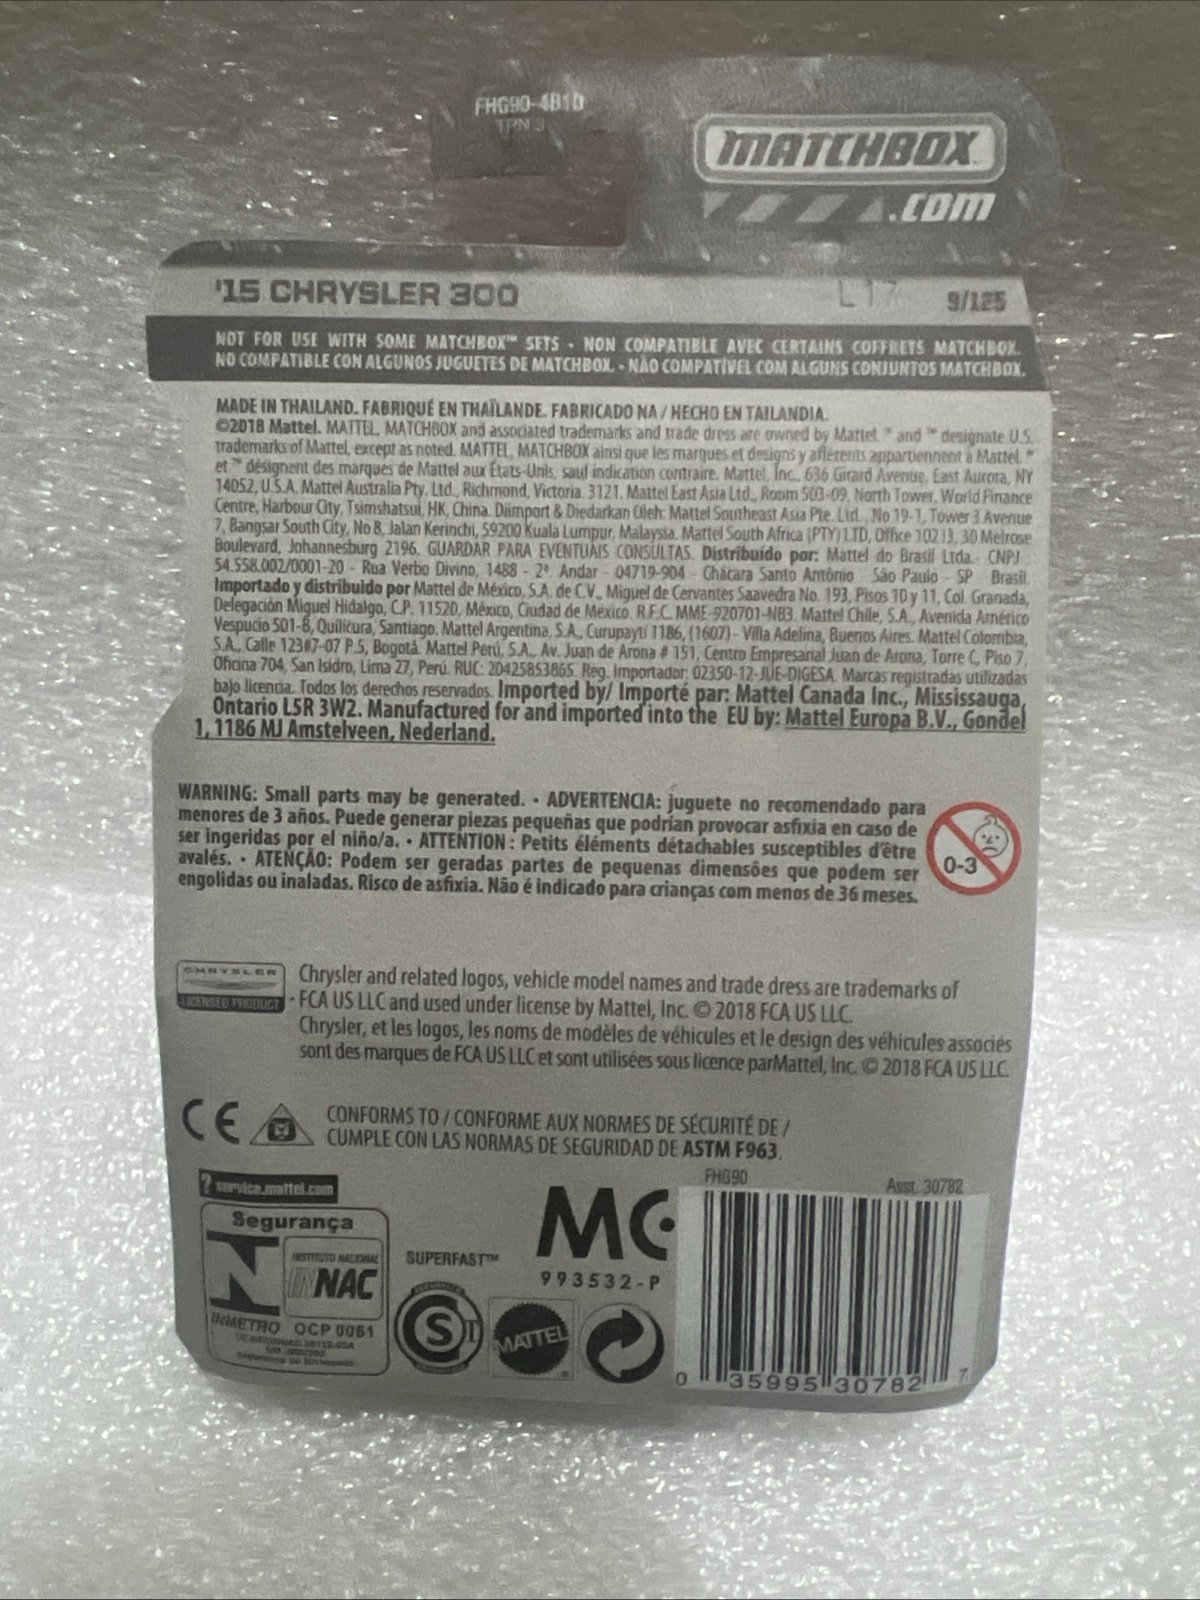 FHG90-4B10
TPN 3
MATCHBOX
.com
'15 CHRYSLER 300
L17
9/125
NOT FOR USE WITH SOME MATCHBOX™ SETS • NON COMPATIBLE AVEC CERTAINS COFFRETS MATCHBOX.
NO COMPATIBLE CON ALGUNOS JUGUETES DE MATCHBOX. • NÃO COMPATÍVEL COM ALGUNS CONJUNTOS MATCHBOX.
MADE IN THAILAND. FABRIQUÉ EN THAÏLANDE. FABRICADO NA / HECHO EN TAILANDIA.
©2018 Mattel. MATTEL, MATCHBOX and associated trademarks and trade dress are owned by Mattel. ® and ™ designate U.S.
trademarks of Mattel, except as noted. MATTEL, MATCHBOX ainsi que les marques et designs y afférents appartiennent à Mattel. ®
et ™ désignent des marques de Mattel aux États-Unis, sauf indication contraire. Mattel, Inc., 636 Girard Avenue, East Aurora, NY
14052, U.S.A. Mattel Australia Pty. Ltd., Richmond, Victoria. 3121. Mattel East Asia Ltd., Room 503-09, North Tower, World Finance
Centre, Harbour City, Tsimshatsui, HK, China. Diimport & Diedarkan Oleh: Mattel Southeast Asia Pte. Ltd., No 19-1, Tower 3 Avenue
7, Bangsar South City, No 8, Jalan Kerinchi, 59200 Kuala Lumpur, Malaysia. Mattel South Africa (PTY) LTD, Office 102I3, 30 Melrose
Boulevard, Johannesburg 2196. GUARDAR PARA EVENTUAIS CONSULTAS. Distribuído por: Mattel do Brasil Ltda.- CNPJ
54.558.002/0001-20 - Rua Verbo Divino, 1488 - 2º Andar - 04719-904 - Chácara Santo Antônio - São Paulo - SP - Brasil.
Importado y distribuido por Mattel de México, S.A. de C.V., Miguel de Cervantes Saavedra No. 193, Pisos 10 y 11, Col. Granada,
Delegación Miguel Hidalgo, C.P. 11520, México, Ciudad de México. R.F.C. MME-920701-NB3. Mattel Chile, S.A., Avenida Américo
Vespucio 501-B, Quilicura, Santiago. Mattel Argentina, S.A., Curupaytí 1186, (1607) - Villa Adelina, Buenos Aires. Mattel Colombia,
S.A., Calle 123#7-07 P.5, Bogotá. Mattel Perú, S.A., Av. Juan de Arona # 151, Centro Empresarial Juan de Arona, Torre C, Piso 7,
Oficina 704, San Isidro, Lima 27, Perú. RUC: 20425853865. Reg. Importador: 02350-12-JUE-DIGESA. Marcas registradas utilizadas
bajo licencia. Todos los derechos reservados. Imported by/ Importé par: Mattel Canada Inc., Mississauga,
Ontario L5R 3W2. Manufactured for and imported into the EU by: Mattel Europa B.V., Gondel
1, 1186 MJ Amstelveen, Nederland.
WARNING: Small parts may be generated. • ADVERTENCIA: juguete no recomendado para
menores de 3 años. Puede generar piezas pequeñas que podrían provocar asfixia en caso de
ser ingeridas por el niño/a. • ATTENTION : Petits éléments détachables susceptibles d'être
avalés. • ATENÇÃO: Podem ser geradas partes de pequenas dimensões que podem ser
engolidas ou inaladas. Risco de asfixia. Não é indicado para crianças com menos de 36 meses.
0-3
CHRYSLER
LICENSED PRODUCT
Chrysler and related logos, vehicle model names and trade dress are trademarks of
FCA US LLC and used under license by Mattel, Inc. © 2018 FCA US LLC.
Chrysler, et les logos, les noms de modèles de véhicules et le design des véhicules associés
sont des marques de FCA US LLC et sont utilisées sous licence parMattel, Inc. © 2018 FCA US LLC.
CE
CONFORMS TO / CONFORME AUX NORMES DE SÉCURITÉ DE /
CUMPLE CON LAS NORMAS DE SEGURIDAD DE ASTM F963.
? service.mattel.com
Segurança
INSTITUTO NACIONAL
INNAC
INMETRO OCP 0061
SUPERFAST™
S
MC
993532-P
MATTEL
FHG90
Asst. 30782
0 35995 30782 7